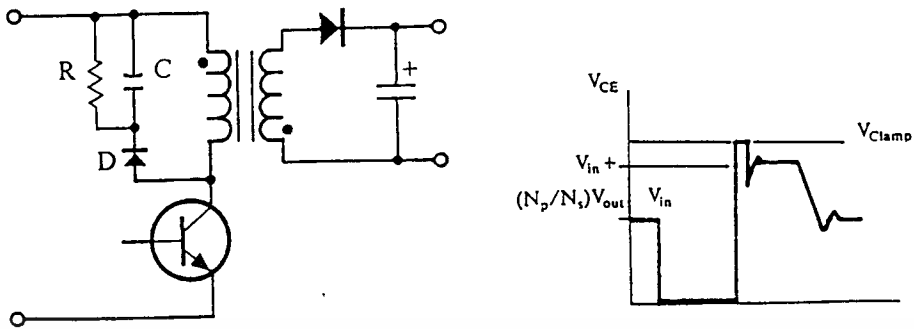 R
C
D
+
V_CE
V_Clamp
V_in +
(N_p/N_s)V_out
V_in